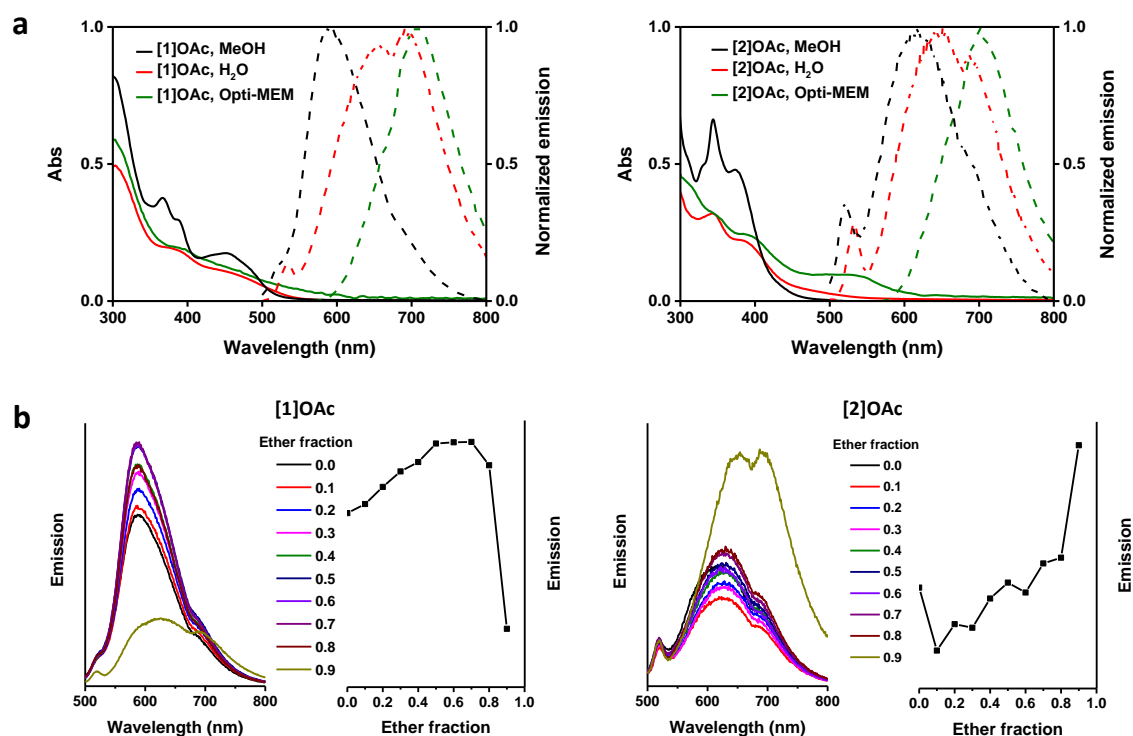 a
[1]OAc, MeOH
[1]OAc, H₂O
[1]OAc, Opti-MEM
1.0
0.5
0.0
Abs
300 400 500 600 700 800
Wavelength (nm)
1.0
0.5
0.0
Normalized emission
[2]OAc, MeOH
[2]OAc, H₂O
[2]OAc, Opti-MEM
1.0
0.5
0.0
Abs
300 400 500 600 700 800
Wavelength (nm)
1.0
0.5
0.0
Normalized emission
b
[1]OAc
Emission
500 600 700 800
Wavelength (nm)
Ether fraction
0.0
0.1
0.2
0.3
0.4
0.5
0.6
0.7
0.8
0.9
0.0 0.2 0.4 0.6 0.8 1.0
Ether fraction
Emission
[2]OAc
Emission
500 600 700 800
Wavelength (nm)
Ether fraction
0.0
0.1
0.2
0.3
0.4
0.5
0.6
0.7
0.8
0.9
0.0 0.2 0.4 0.6 0.8 1.0
Ether fraction
Emission